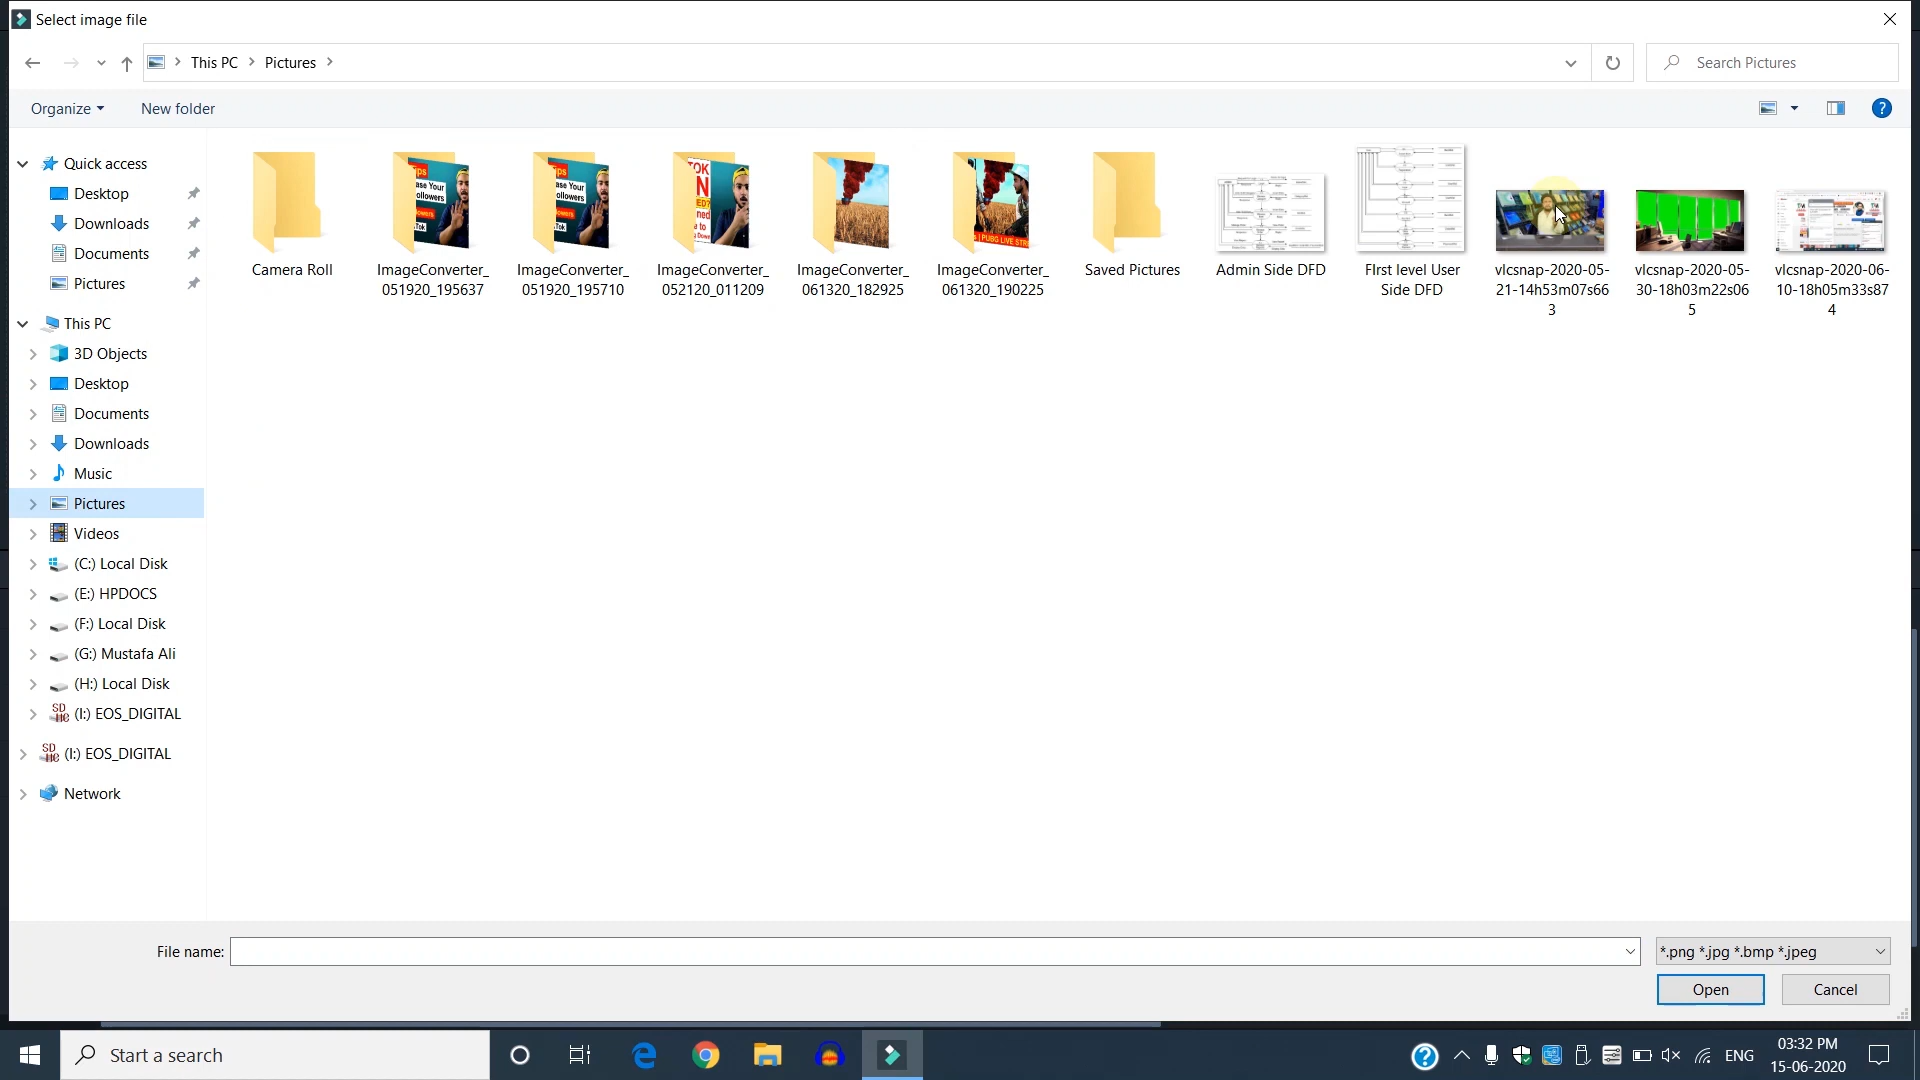 Select image file
This PC
Pictures
Search Pictures
Organize
New folder
?
Quick access
Desktop
Downloads
Documents
Pictures
This PC
3D Objects
Desktop
Documents
Downloads
Music
Pictures
Videos
(C:) Local Disk
(E:) HPDOCS
(F:) Local Disk
(G:) Mustafa Ali
(H:) Local Disk
(I:) EOS_DIGITAL
(I:) EOS_DIGITAL
Network
Camera Roll
ImageConverter_
051920_195637
ImageConverter_
051920_195710
ImageConverter_
052120_011209
ImageConverter_
061320_182925
ImageConverter_
061320_190225
Saved Pictures
Admin Side DFD
FIrst level User
Side DFD
vlcsnap-2020-05-
21-14h53m07s66
3
vlcsnap-2020-05-
30-18h03m22s06
5
vlcsnap-2020-06-
10-18h05m33s87
4
File name:
*.png *.jpg *.bmp *.jpeg
Open
Cancel
Start a search
?
ENG
03:32 PM
15-06-2020